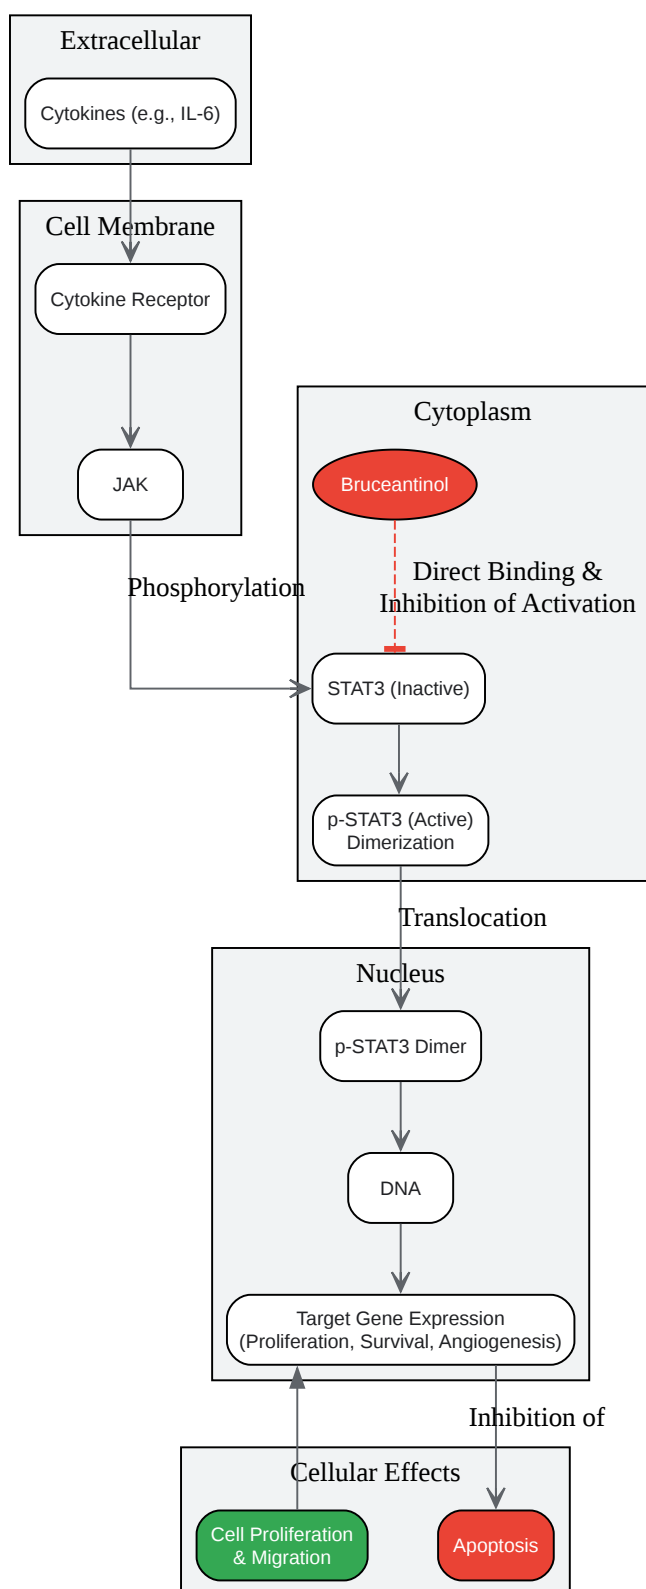 Extracellular
Cytokines (e.g., IL-6)
Cell Membrane
Cytokine Receptor
JAK
Phosphorylation
Cytoplasm
Bruceantinol
Direct Binding &
Inhibition of Activation
STAT3 (Inactive)
p-STAT3 (Active)
Dimerization
Translocation
Nucleus
p-STAT3 Dimer
DNA
Target Gene Expression
(Proliferation, Survival, Angiogenesis)
Inhibition of
Cellular Effects
Cell Proliferation
& Migration
Apoptosis